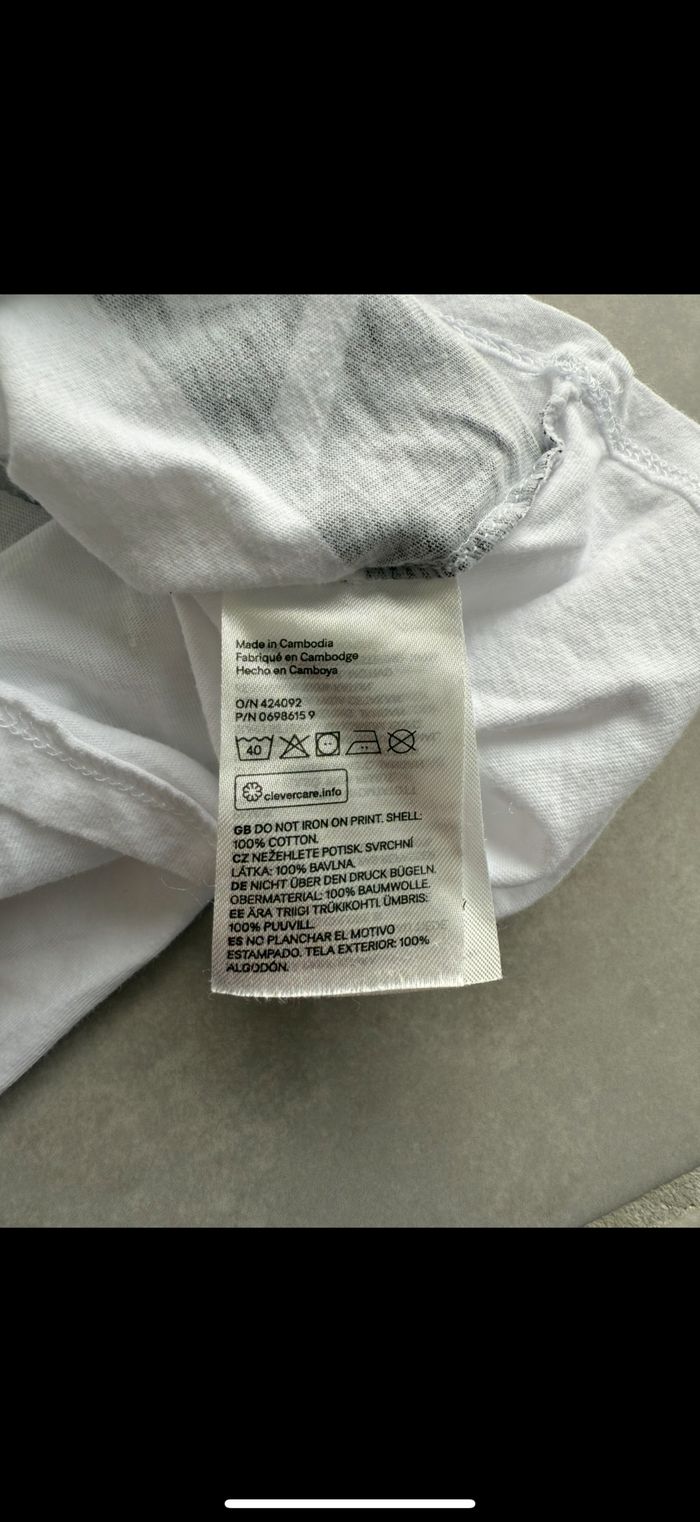 Made in Cambodia
Fabriqué en Cambodge
Hecho en Camboya
O/N 424092
P/N 0698615 9
40
clevercare.info
GB DO NOT IRON ON PRINT. SHELL:
100% COTTON.
CZ NEŽEHLETE POTISK. SVRCHNÍ
LÁTKA: 100% BAVLNA.
DE NICHT ÜBER DEN DRUCK BÜGELN.
OBERMATERIAL: 100% BAUMWOLLE.
EE ÄRA TRIIGI TRÜKIKOHTI. ÜMBRIS:
100% PUUVILL.
ES NO PLANCHAR EL MOTIVO
ESTAMPADO. TELA EXTERIOR: 100%
ALGODÓN.